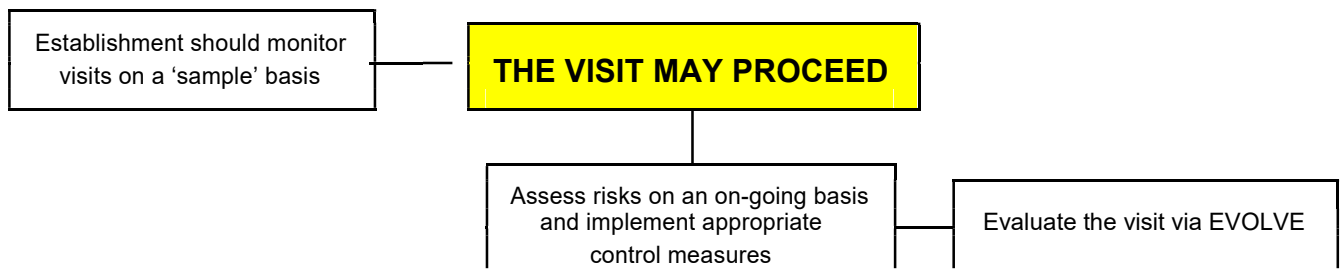 Establishment should monitor
visits on a ‘sample’ basis
THE VISIT MAY PROCEED
Assess risks on an on-going basis
and implement appropriate
control measures
Evaluate the visit via EVOLVE